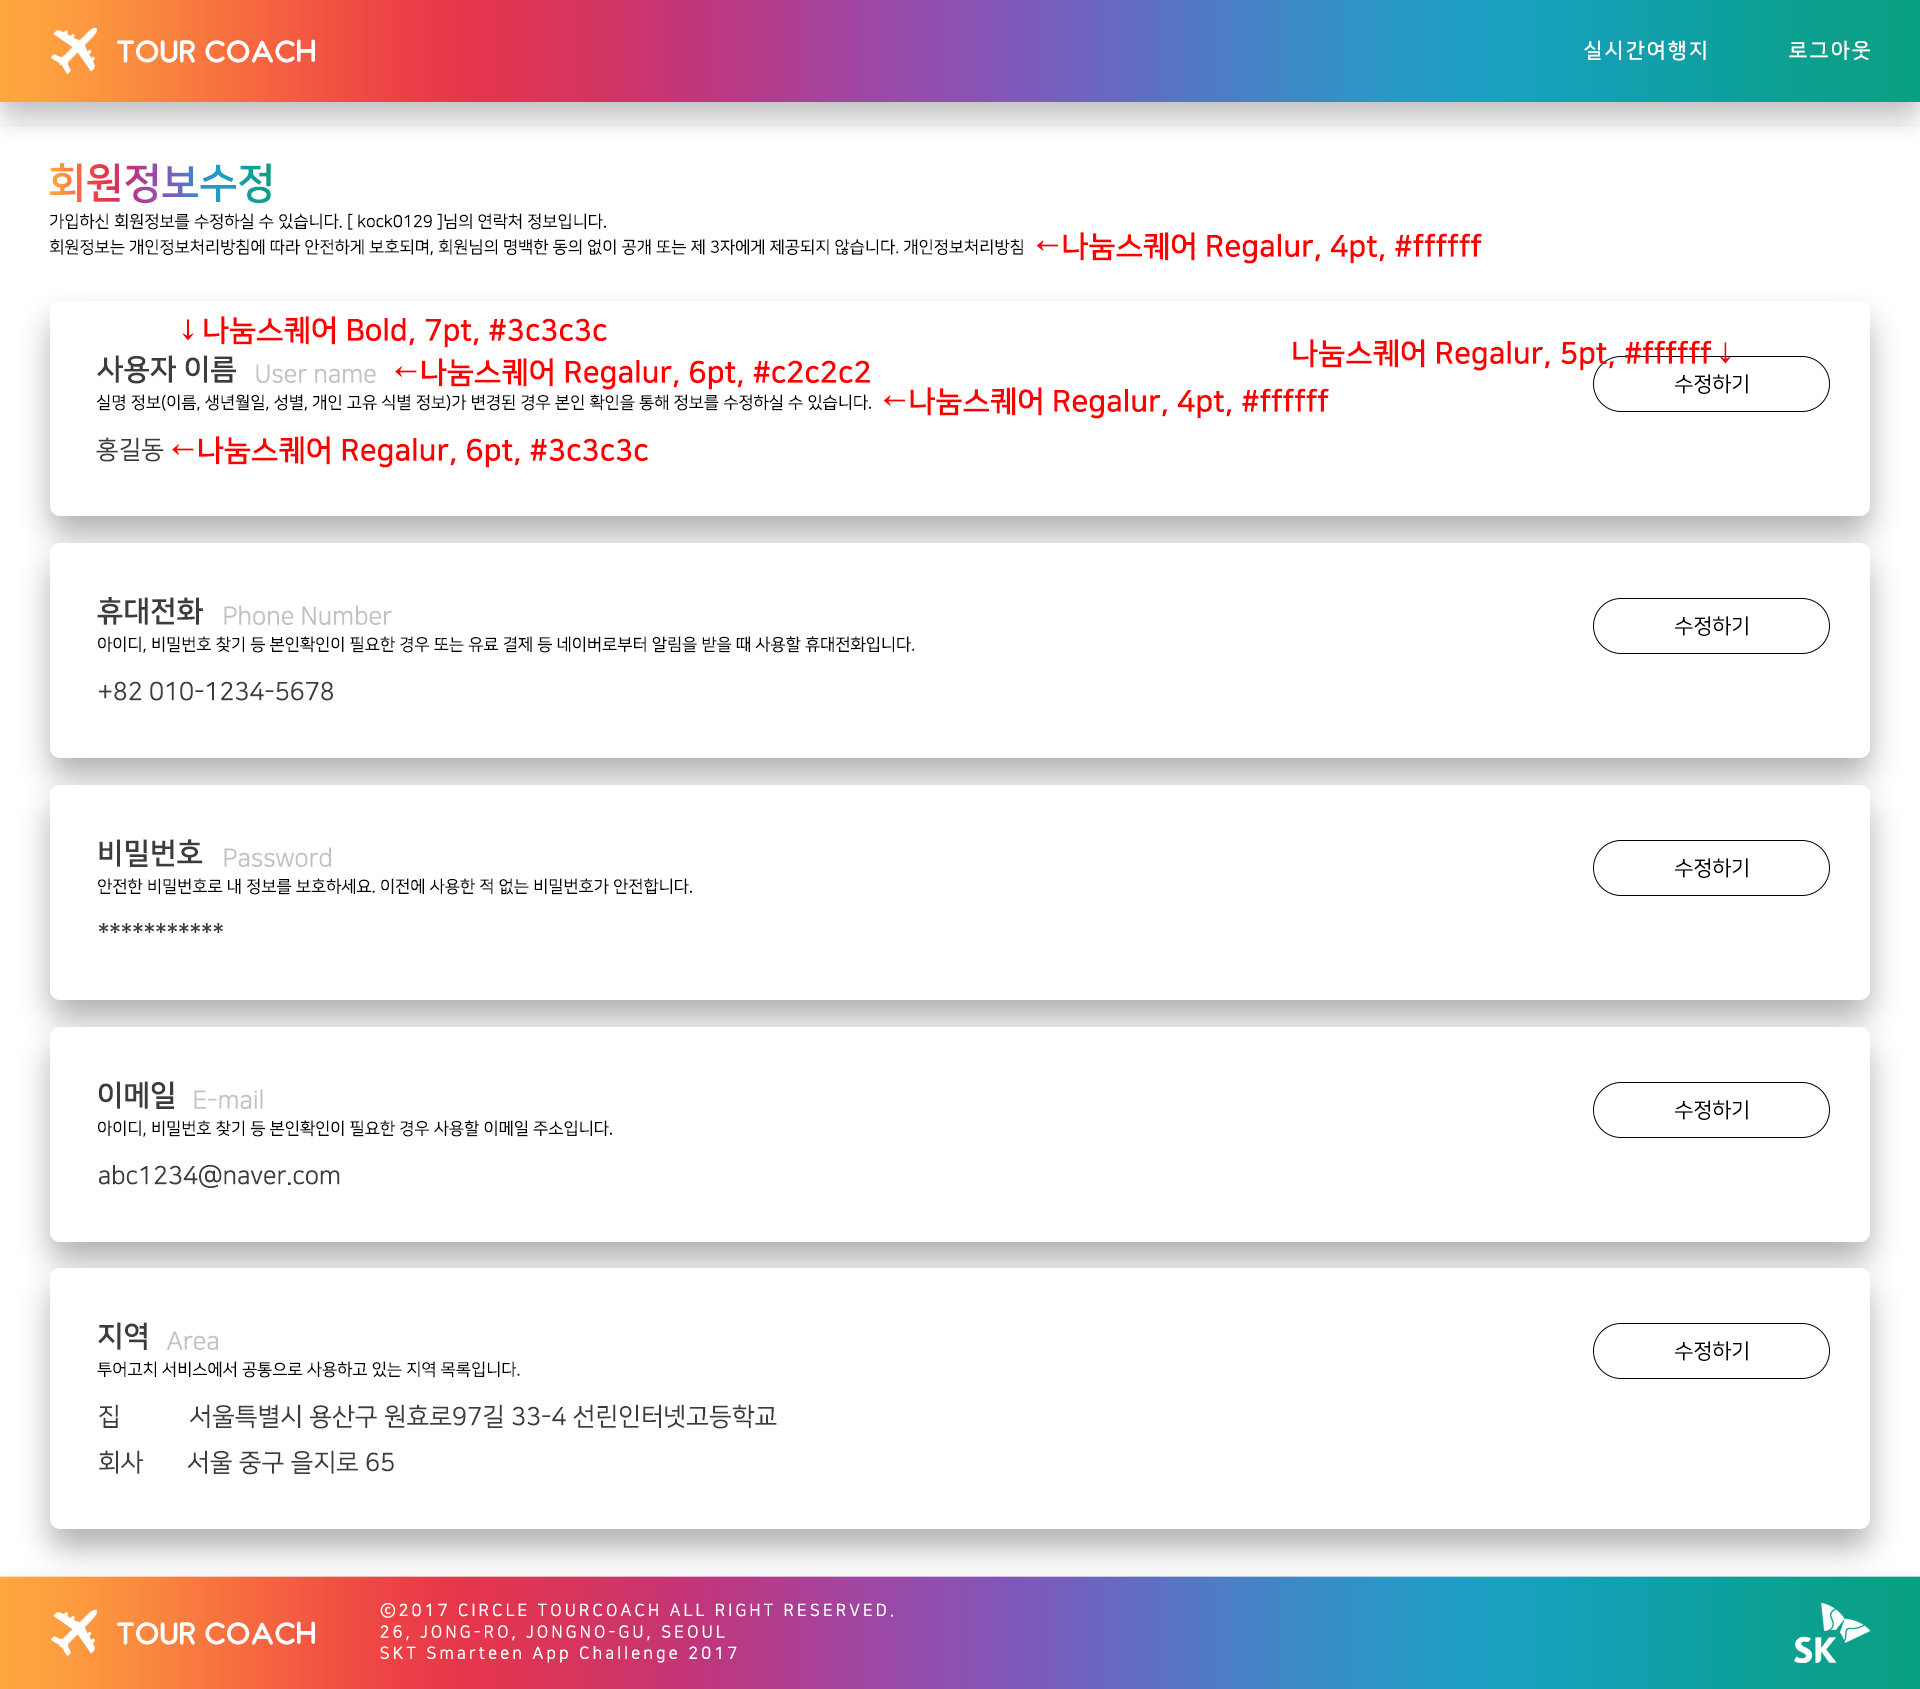 TOUR COACH
실시간여행지
로그아웃
회원정보수정
가입하신 회원정보를 수정하실 수 있습니다. [ kock0129 ]님의 연락처 정보입니다.
회원정보는 개인정보처리방침에 따라 안전하게 보호되며, 회원님의 명백한 동의 없이 공개 또는 제 3자에게 제공되지 않습니다. 개인정보처리방침 ←나눔스퀘어 Regalur, 4pt, #ffffff
↓나눔스퀘어 Bold, 7pt, #3c3c3c
나눔스퀘어 Regalur, 5pt, #ffffff↓
사용자 이름 User name ←나눔스퀘어 Regalur, 6pt, #c2c2c2
수정하기
실명 정보(이름, 생년월일, 성별, 개인 고유 식별 정보)가 변경된 경우 본인 확인을 통해 정보를 수정하실 수 있습니다. ←나눔스퀘어 Regalur, 4pt, #ffffff
홍길동 ←나눔스퀘어 Regalur, 6pt, #3c3c3c
휴대전화 Phone Number
수정하기
아이디, 비밀번호 찾기 등 본인확인이 필요한 경우 또는 유료 결제 등 네이버로부터 알림을 받을 때 사용할 휴대전화입니다.
+82 010-1234-5678
비밀번호 Password
수정하기
안전한 비밀번호로 내 정보를 보호하세요. 이전에 사용한 적 없는 비밀번호가 안전합니다.
***********
이메일 E-mail
수정하기
아이디, 비밀번호 찾기 등 본인확인이 필요한 경우 사용할 이메일 주소입니다.
abc1234@naver.com
지역 Area
수정하기
투어고치 서비스에서 공통으로 사용하고 있는 지역 목록입니다.
집 서울특별시 용산구 원효로97길 33-4 선린인터넷고등학교
회사 서울 중구 을지로 65
TOUR COACH
©2017 CIRCLE TOURCOACH ALL RIGHT RESERVED.
26, JONG-RO, JONGNO-GU, SEOUL
SKT Smarteen App Challenge 2017
SK